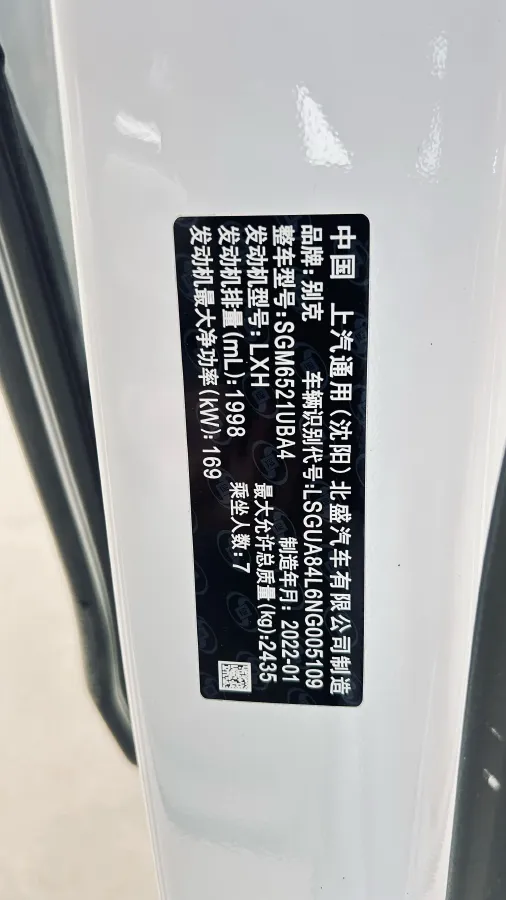 中国 上汽通用(沈阳)北盛汽车有限公司制造
品牌:别克 车辆识别代号:LSGUA84L6NG005109
整车型号:SGM6521UBA4 制造年月:2022-01
发动机型号:LXH 最大允许总质量(kg):2435
发动机排量(mL):1998 乘坐人数:7
发动机最大净功率(kW):169